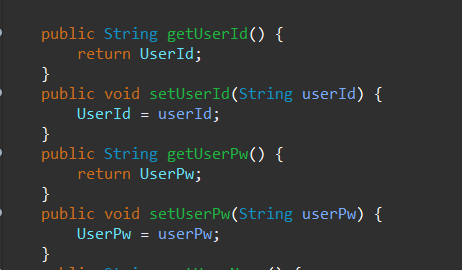 public String getUserId() {
return UserId;
}
public void setUserId(String userId) {
UserId = userId;
}
public String getUserPw() {
return UserPw;
}
public void setUserPw(String userPw) {
UserPw = userPw;
}